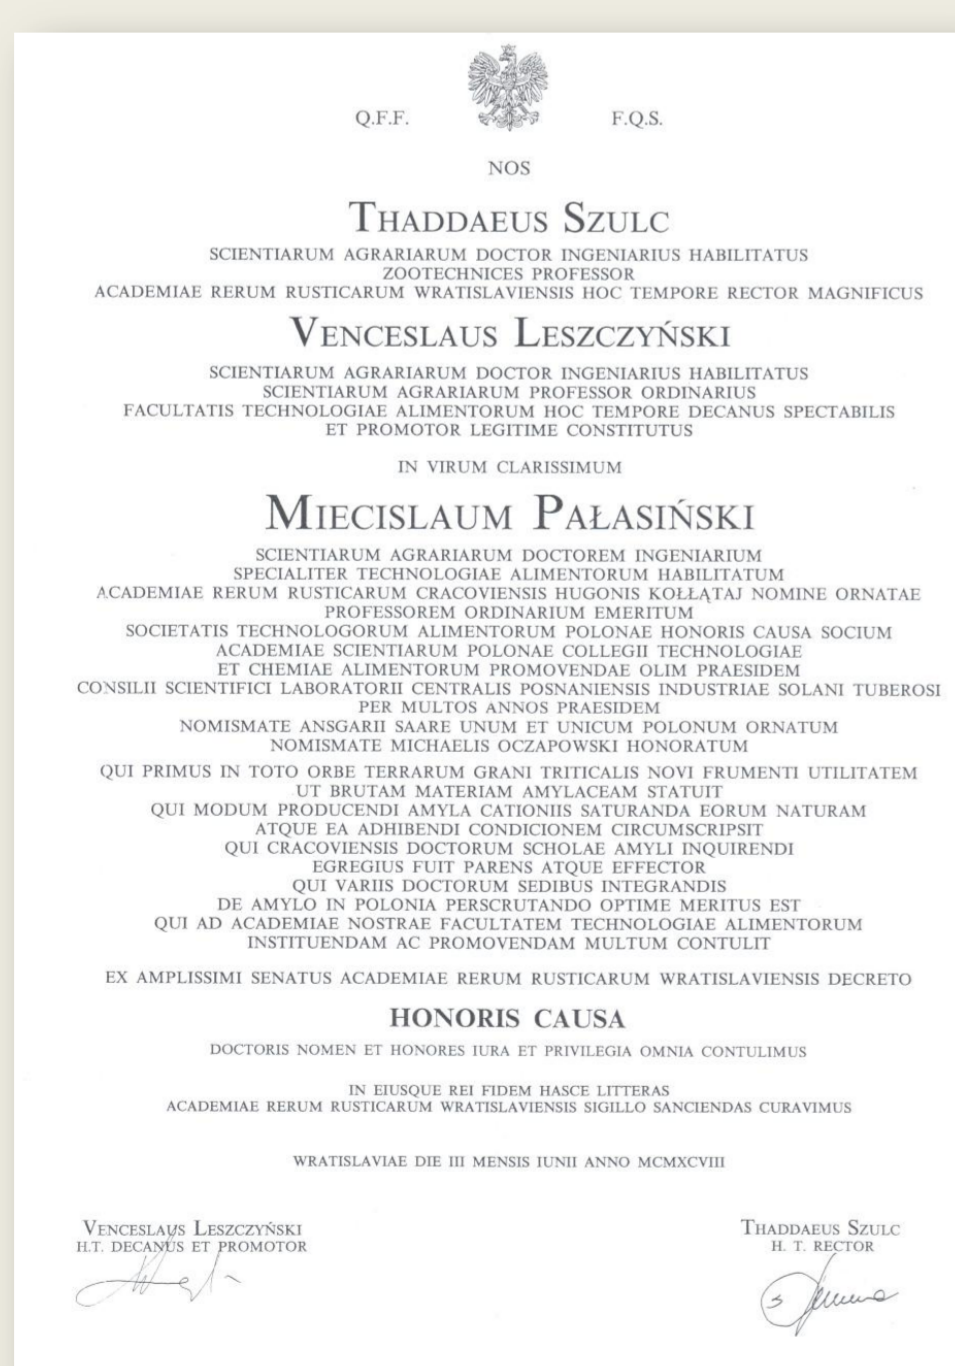 Q.F.F. F.Q.S.
NOS
THADDAEUS SZULC
SCIENTIARUM AGRARIARUM DOCTOR INGENIARIUS HABILITATUS
ZOOTECHNICES PROFESSOR
ACADEMIAE RERUM RUSTICARUM WRATISLAVIENSIS HOC TEMPORE RECTOR MAGNIFICUS
VENCESLAUS LESZCZYŃSKI
SCIENTIARUM AGRARIARUM DOCTOR INGENIARIUS HABILITATUS
SCIENTIARUM AGRARIARUM PROFESSOR ORDINARIUS
FACULTATIS TECHNOLOGIAE ALIMENTORUM HOC TEMPORE DECANUS SPECTABILIS
ET PROMOTOR LEGITIME CONSTITUTUS
IN VIRUM CLARISSIMUM
MIECISLAUM PAŁASIŃSKI
SCIENTIARUM AGRARIARUM DOCTOREM INGENIARIUM
SPECIALITER TECHNOLOGIAE ALIMENTORUM HABILITATUM
ACADEMIAE RERUM RUSTICARUM CRACOVIENSIS HUGONIS KOŁŁĄTAJ NOMINE ORNATAE
PROFESSOREM ORDINARIUM EMERITUM
SOCIETATIS TECHNOLOGORUM ALIMENTORUM POLONAE HONORIS CAUSA SOCIUM
ACADEMIAE SCIENTIARUM POLONAE COLLEGII TECHNOLOGIAE
ET CHEMIAE ALIMENTORUM PROMOVENDAE OLIM PRAESIDEM
CONSILII SCIENTIFICI LABORATORII CENTRALIS POSNANIENSIS INDUSTRIAE SOLANI TUBEROSI
PER MULTOS ANNOS PRAESIDEM
NOMISMATE ANSGARII SAARE UNUM ET UNICUM POLONUM ORNATUM
NOMISMATE MICHAELIS OCZAPOWSKI HONORATUM
QUI PRIMUS IN TOTO ORBE TERRARUM GRANI TRITICALIS NOVI FRUMENTI UTILITATEM
UT BRUTAM MATERIAM AMYLACEAM STATUIT
QUI MODUM PRODUCENDI AMYLA CATIONIIS SATURANDA EORUM NATURAM
ATQUE EA ADHIBENDI CONDICIONEM CIRCUMSCRIPSIT
QUI CRACOVIENSIS DOCTORUM SCHOLAE AMYLI INQUIRENDI
EGREGIUS FUIT PARENS ATQUE EFFECTOR
QUI VARIIS DOCTORUM SEDIBUS INTEGRANDIS
DE AMYLO IN POLONIA PERSCRUTANDO OPTIME MERITUS EST
QUI AD ACADEMIAE NOSTRAE FACULTATEM TECHNOLOGIAE ALIMENTORUM
INSTITUENDAM AC PROMOVENDAM MULTUM CONTULIT
EX AMPLISSIMI SENATUS ACADEMIAE RERUM RUSTICARUM WRATISLAVIENSIS DECRETO
HONORIS CAUSA
DOCTORIS NOMEN ET HONORES IURA ET PRIVILEGIA OMNIA CONTULIMUS
IN EIUSQUE REI FIDEM HASCE LITTERAS
ACADEMIAE RERUM RUSTICARUM WRATISLAVIENSIS SIGILLO SANCIENDAS CURAVIMUS
WRATISLAVIAE DIE III MENSIS IUNII ANNO MCMXCVIII
VENCESLAUS LESZCZYŃSKI
H.T. DECANUS ET PROMOTOR
THADDAEUS SZULC
H. T. RECTOR